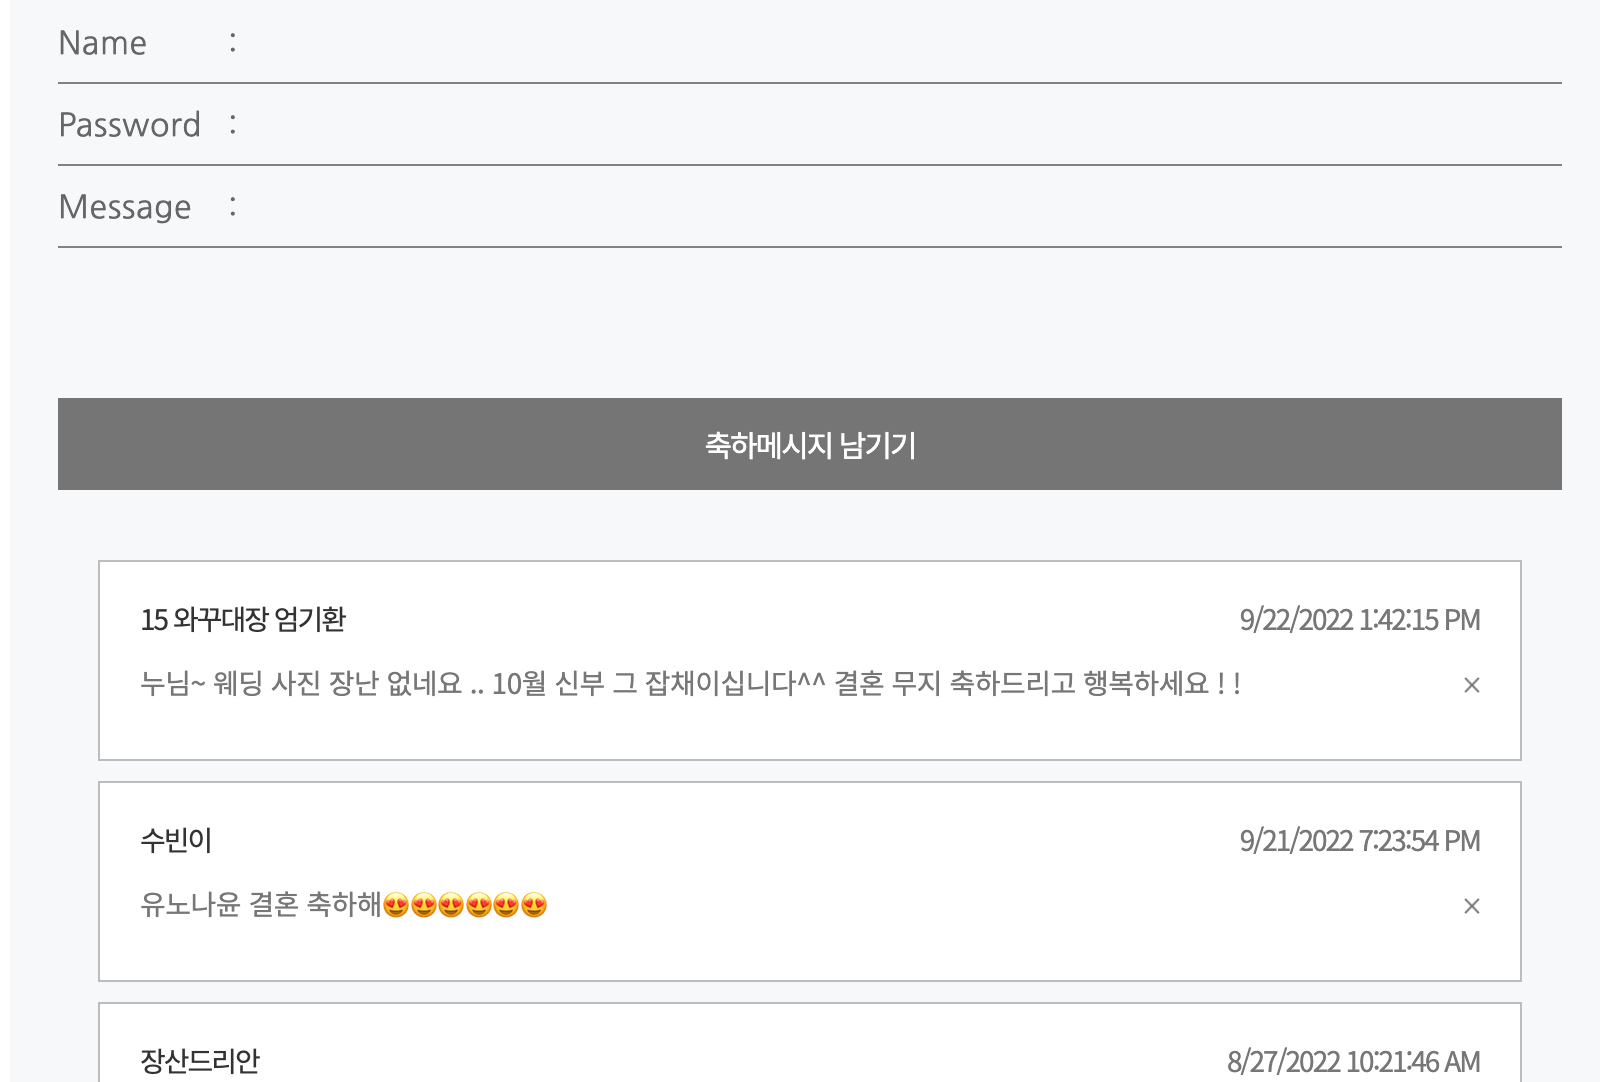 Name :
Password :
Message :
축하메시지 남기기
15 와꾸대장 엄기환 9/22/2022 1:42:15 PM
누님~ 웨딩 사진 장난 없네요 .. 10월 신부 그 잡채이십니다^^ 결혼 무지 축하드리고 행복하세요 ! ! ×
수빈이 9/21/2022 7:23:54 PM
유노나윤 결혼 축하해😍😍😍😍😍😍 ×
장산드리안 8/27/2022 10:21:46 AM